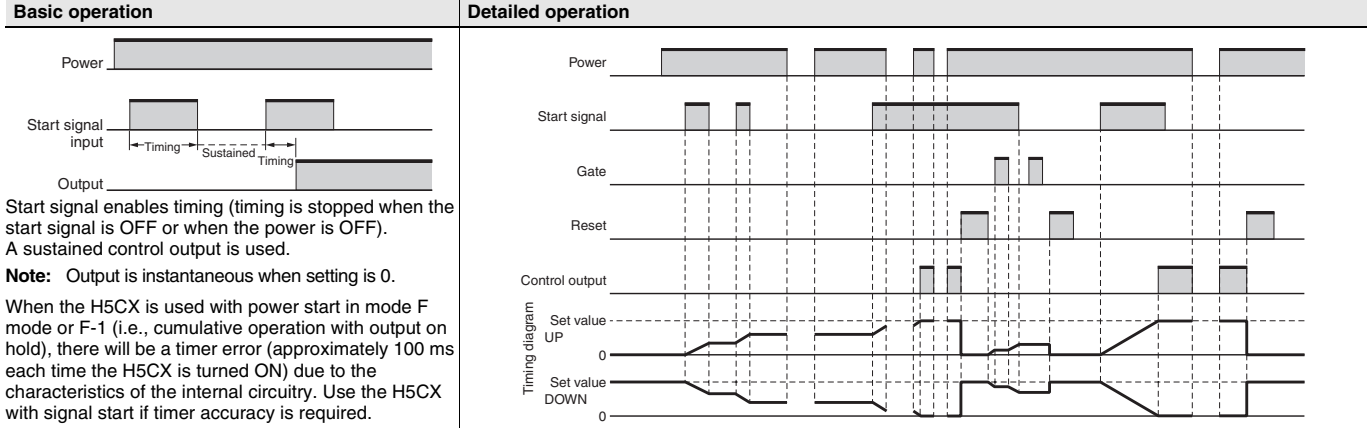 Basic operation
Power
Start signal
input
Timing
Sustained
Timing
Output
Start signal enables timing (timing is stopped when the
start signal is OFF or when the power is OFF).
A sustained control output is used.
Note: Output is instantaneous when setting is 0.
When the H5CX is used with power start in mode F
mode or F-1 (i.e., cumulative operation with output on
hold), there will be a timer error (approximately 100 ms
each time the H5CX is turned ON) due to the
characteristics of the internal circuitry. Use the H5CX
with signal start if timer accuracy is required.
Detailed operation
Power
Start signal
Gate
Reset
Control output
Timing diagram
Set value
UP
0
Set value
DOWN
0